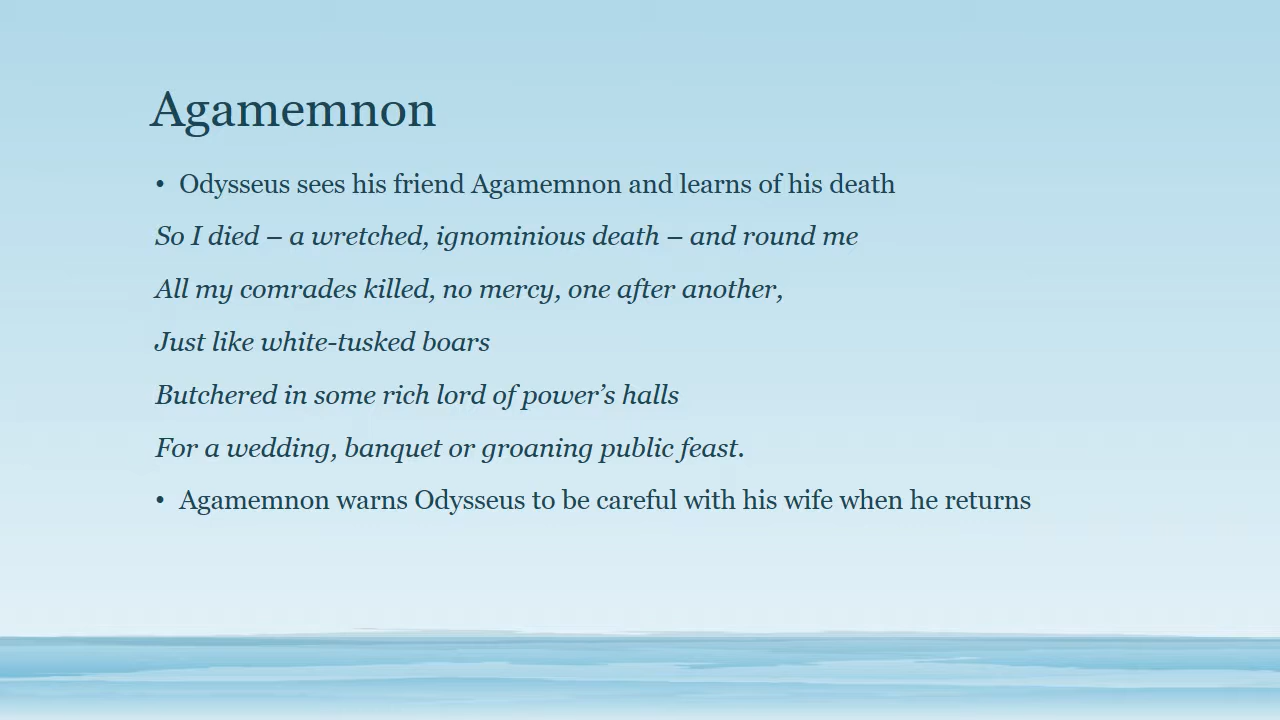 Agamemnon
• Odysseus sees his friend Agamemnon and learns of his death
So I died – a wretched, ignominious death – and round me
All my comrades killed, no mercy, one after another,
Just like white-tusked boars
Butchered in some rich lord of power’s halls
For a wedding, banquet or groaning public feast.
• Agamemnon warns Odysseus to be careful with his wife when he returns